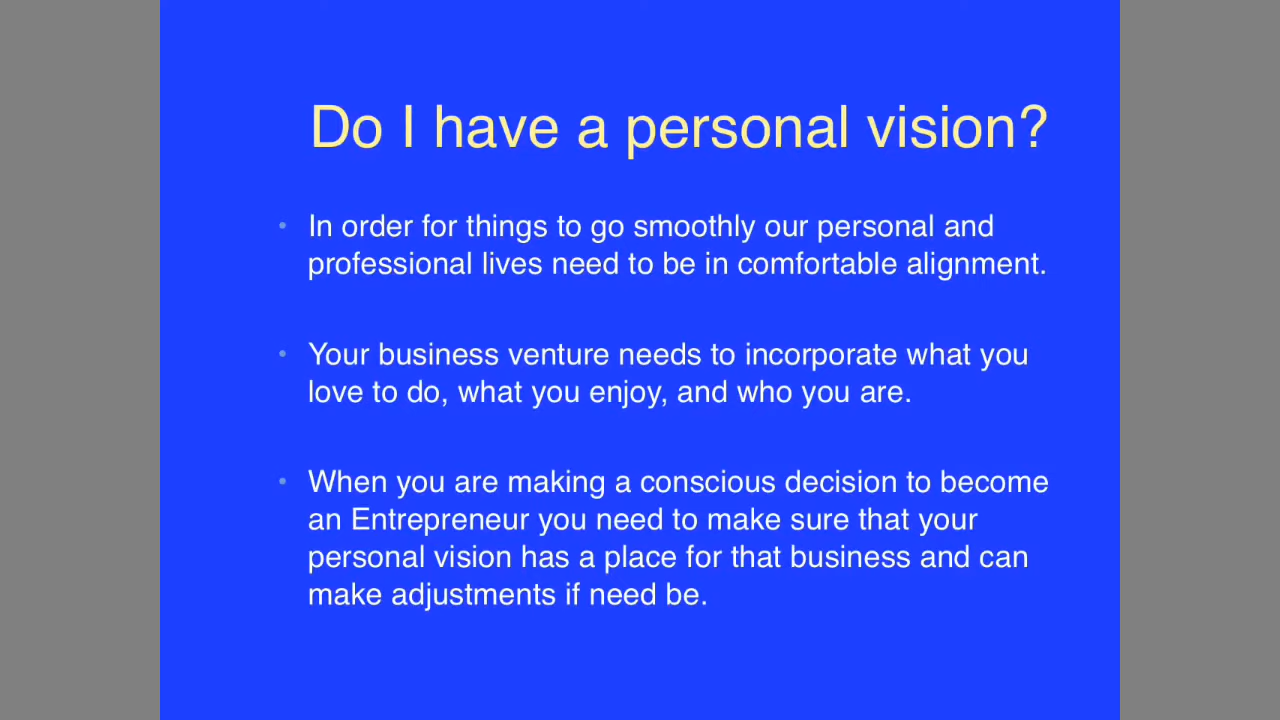 Do I have a personal vision?
• In order for things to go smoothly our personal and
professional lives need to be in comfortable alignment.
• Your business venture needs to incorporate what you
love to do, what you enjoy, and who you are.
• When you are making a conscious decision to become
an Entrepreneur you need to make sure that your
personal vision has a place for that business and can
make adjustments if need be.